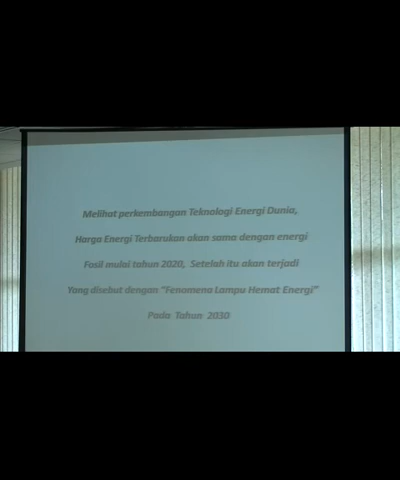 Melihat perkembangan Teknologi Energi Dunia,
Harga Energi Terbarukan akan sama dengan energi
Fosil mulai tahun 2020, Setelah itu akan terjadi
Yang disebut dengan "Fenomena Lampu Hemat Energi"
Pada Tahun 2030